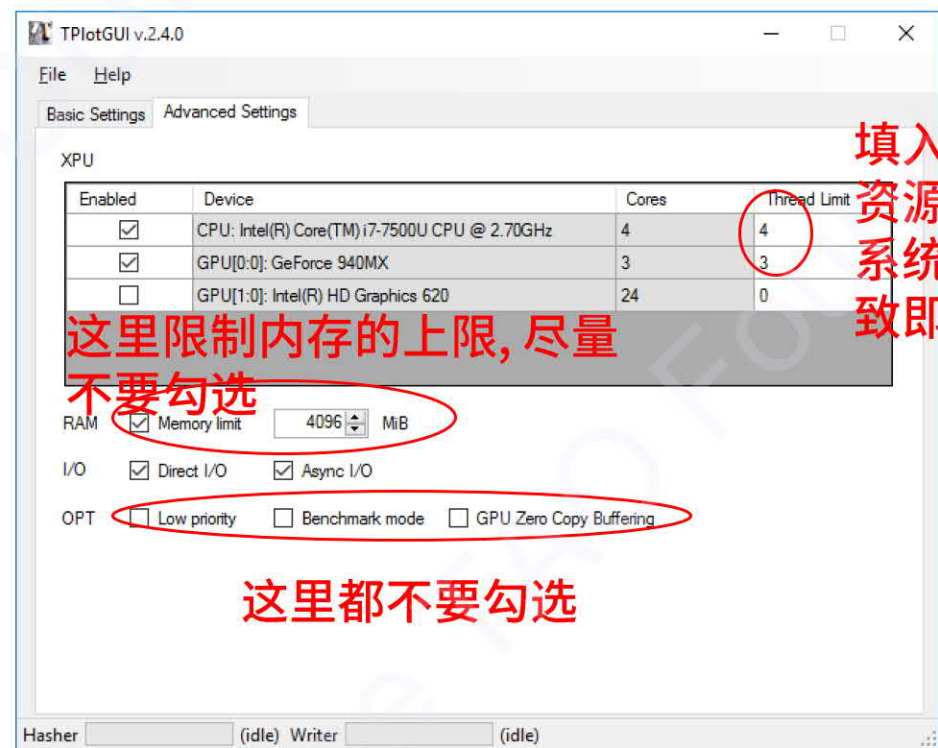 TPlotGUI v.2.4.0
File Help
Basic Settings Advanced Settings
XPU
Enabled Device Cores Thread Limit
CPU: Intel(R) Core(TM) i7-7500U CPU @ 2.70GHz 4 4
GPU[0:0]: GeForce 940MX 3 3
GPU[1:0]: Intel(R) HD Graphics 620 24 0
填入
资源
系统
致即
这里限制内存的上限, 尽量
不要勾选
RAM Memory limit 4096 MiB
I/O Direct I/O Async I/O
OPT Low priority Benchmark mode GPU Zero Copy Buffering
这里都不要勾选
Hasher (idle) Writer (idle)